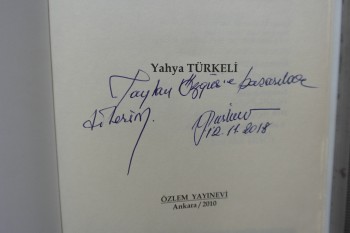 Yahya TÜRKELİ
Taylan Özgür'e başarılar
dilerim.
12.11.2018
ÖZLEM YAYINEVİ
Ankara / 2010